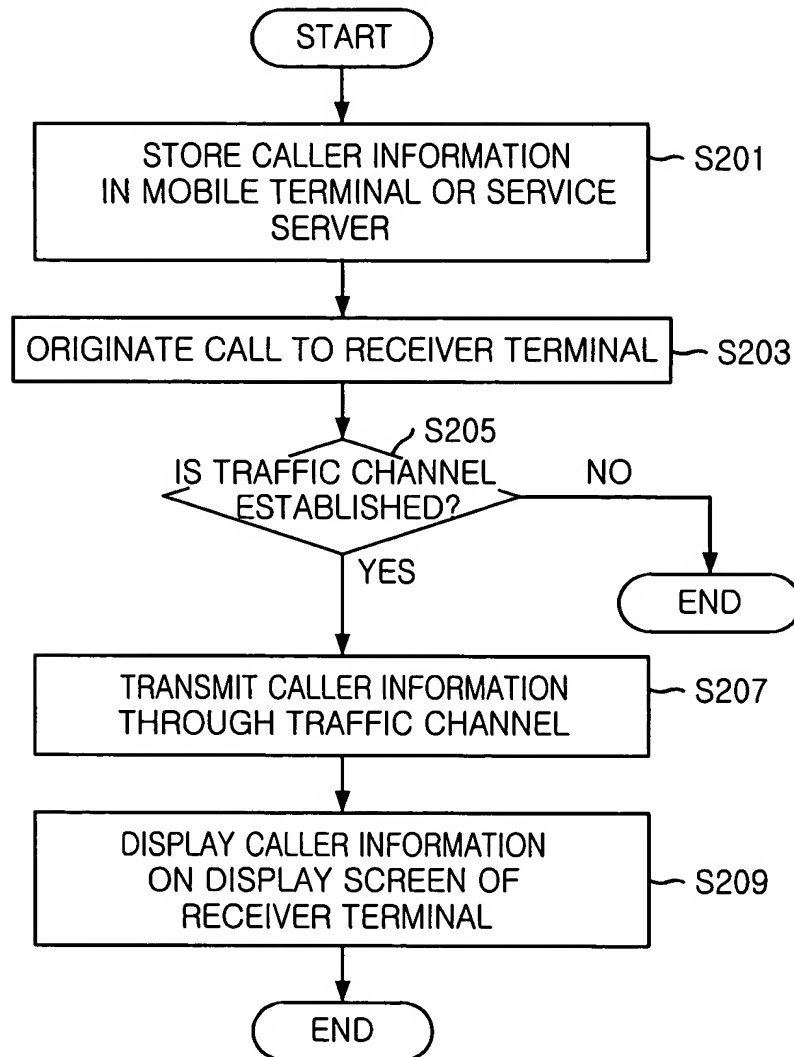 START
STORE CALLER INFORMATION
IN MOBILE TERMINAL OR SERVICE
SERVER
S201
ORIGINATE CALL TO RECEIVER TERMINAL
S203
S205
IS TRAFFIC CHANNEL
ESTABLISHED?
NO
YES
END
TRANSMIT CALLER INFORMATION
THROUGH TRAFFIC CHANNEL
S207
DISPLAY CALLER INFORMATION
ON DISPLAY SCREEN OF
RECEIVER TERMINAL
S209
END